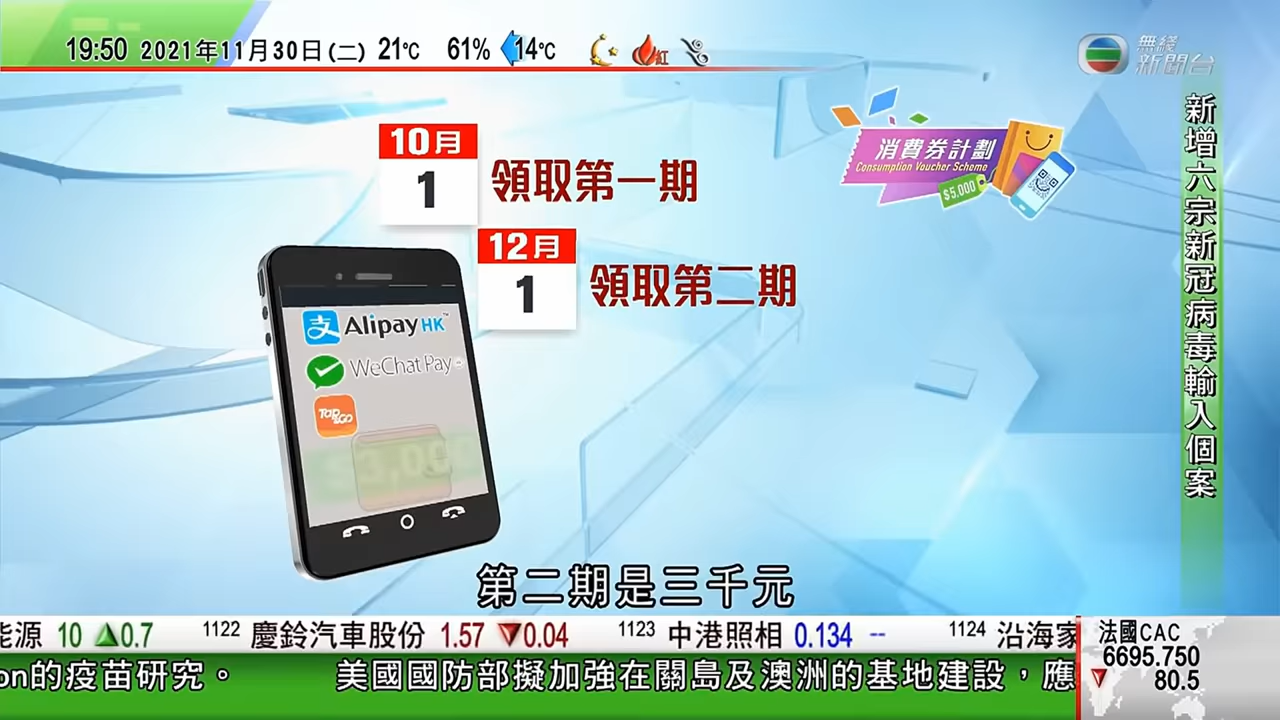 19:50 2021年11月30日(二) 21℃ 61% 14℃ 紅
無綫
新聞台
新增六宗新冠病毒輸入個案
消費券計劃
Consumption Voucher Scheme
$5,000
10月
1
領取第一期
12月
1
領取第二期
支 Alipay HK™
WeChat Pay
Tap&Go
$3,000
第二期是三千元
能源 10 ▲0.7 1122 慶鈴汽車股份 1.57 ▼0.04 1123 中港照相 0.134 -- 1124 沿海家
法國CAC
6695.750
▼ 80.5
on的疫苗研究。 美國國防部擬加強在關島及澳洲的基地建設，應